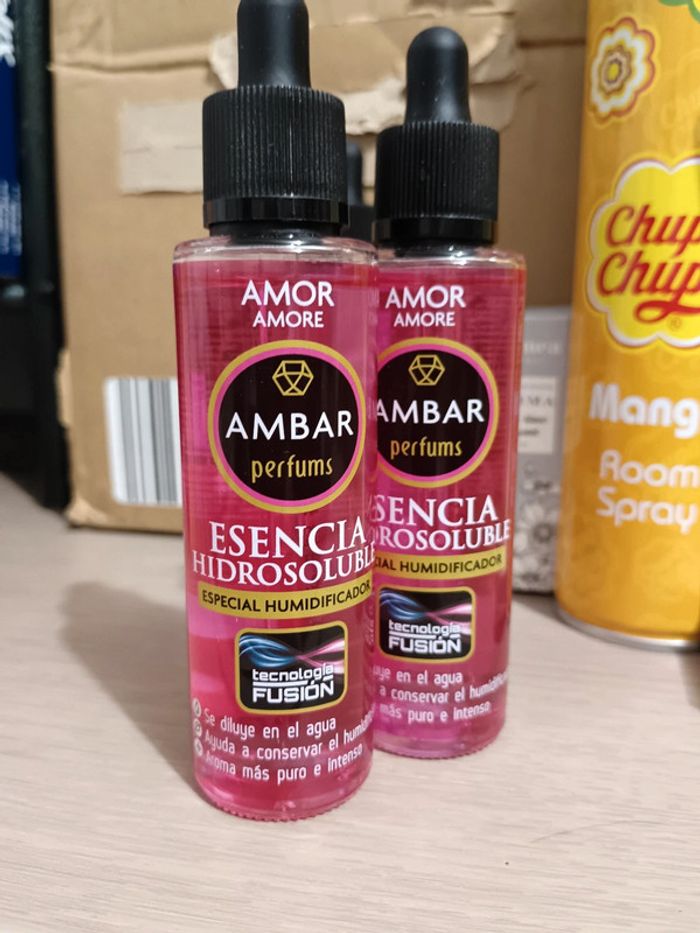 AMOR
AMORE
AMBAR
perfums
ESENCIA
HIDROSOLUBLE
ESPECIAL HUMIDIFICADOR
tecnología
FUSIÓN
Se diluye en el agua
Ayuda a conservar el humidi
Aroma más puro e intenso
AMOR
AMORE
AMBAR
perfums
SENCIA
ROSOLUBLE
IAL HUMIDIFICADOR
tecnología
FUSIÓN
uye en el agua
a a conservar el humidifi
más puro e intenso
Chup
Chup
Mang
Room
Spray